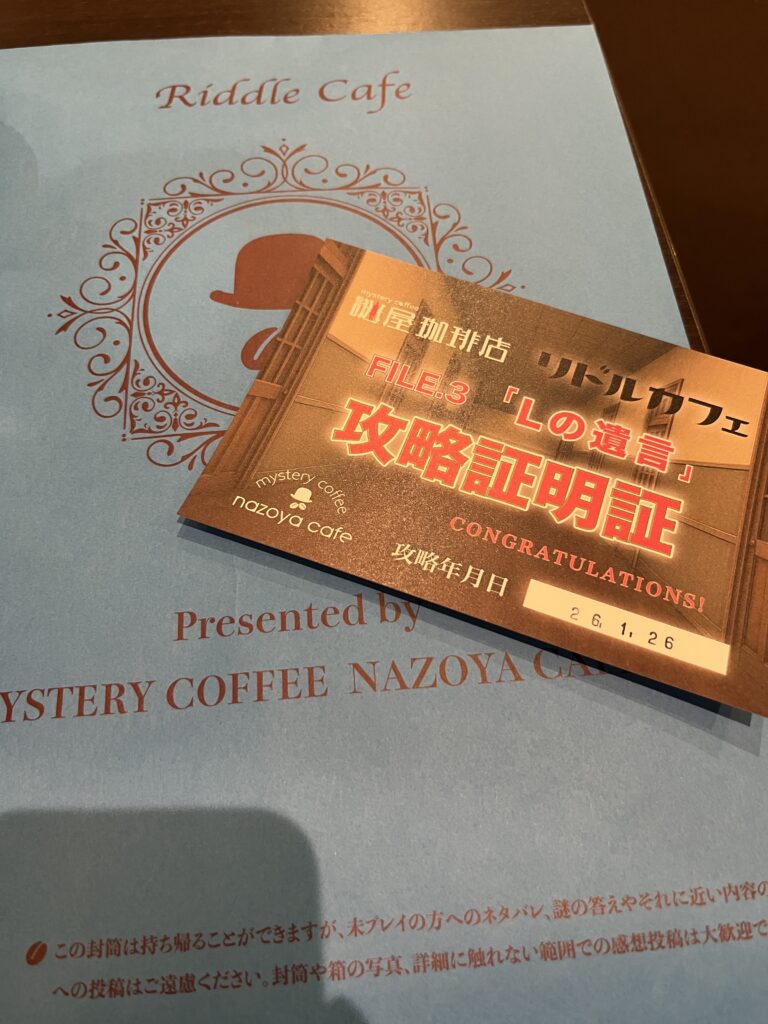 Riddle Cafe
mystery coffee
謎屋珈琲店 リドルカフェ
FILE.3 「Lの遺言」
攻略証明証
CONGRATULATIONS!
mystery coffee
nazoya cafe
攻略年月日 26.1.26
Presented by
YSTERY COFFEE NAZOYA CA
この封筒は持ち帰ることができますが、未プレイの方へのネタバレ、謎の答えやそれに近い内容の
への投稿はご遠慮ください。封筒や箱の写真、詳細に触れない範囲での感想投稿は大歓迎で